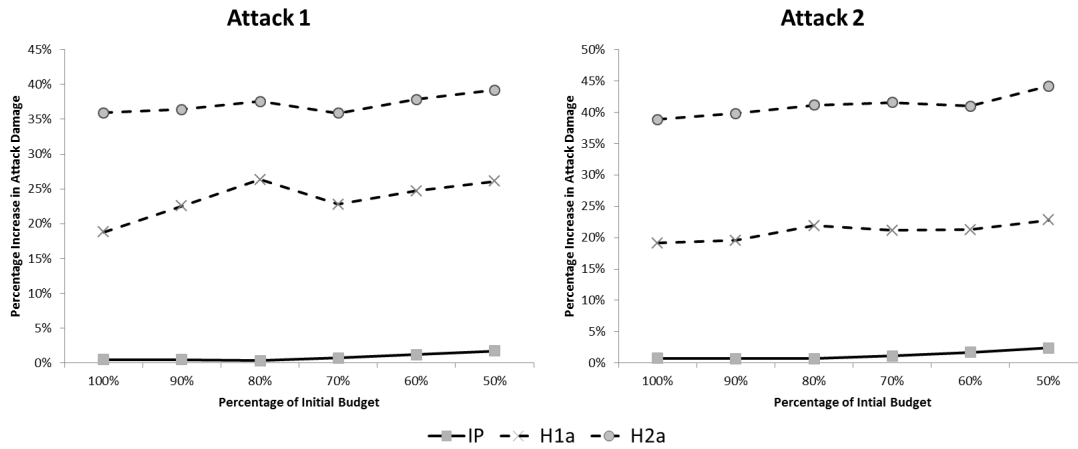 Attack 1
45%
40%
35%
30%
25%
20%
15%
10%
5%
0%
Percentage Increase in Attack Damage
100% 90% 80% 70% 60% 50%
Percentage of Initial Budget
Attack 2
50%
45%
40%
35%
30%
25%
20%
15%
10%
5%
0%
Percentage Increase in Attack Damage
100% 90% 80% 70% 60% 50%
Percentage of Intial Budget
IP H1a H2a